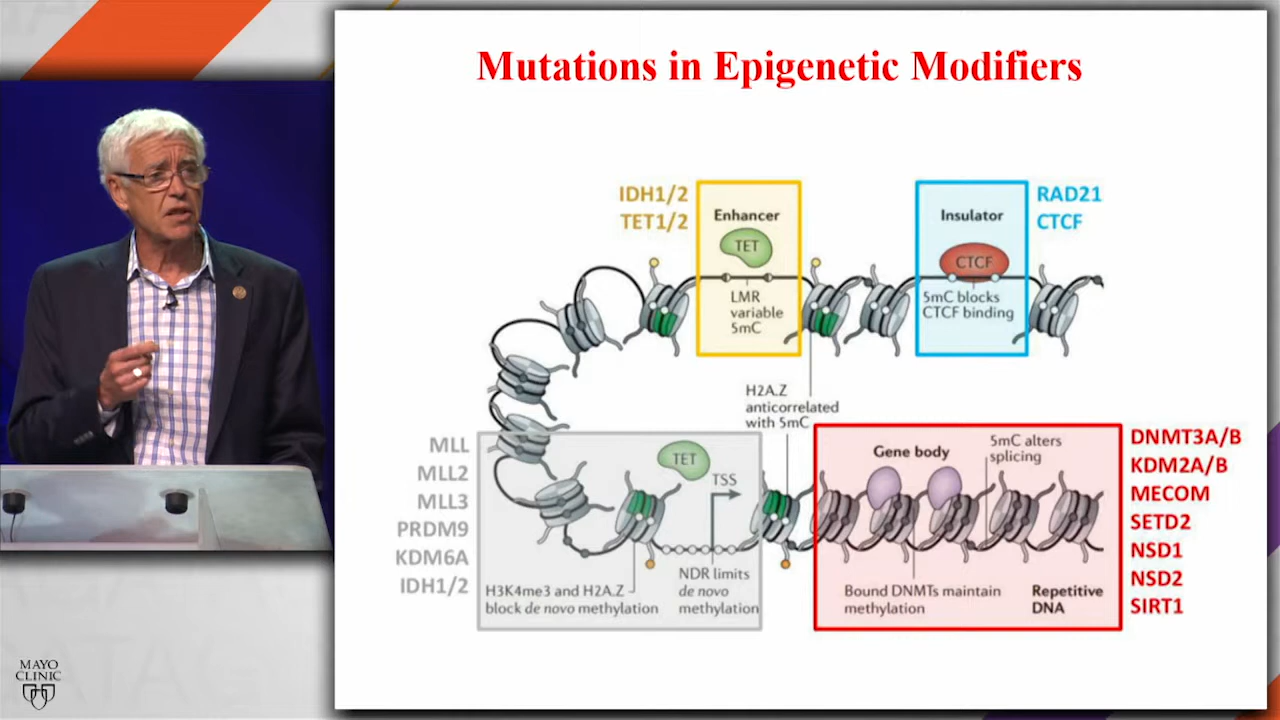 Mutations in Epigenetic Modifiers
IDH1/2
TET1/2
Enhancer
TET
LMR
variable
5mC
Insulator
CTCF
5mC blocks
CTCF binding
RAD21
CTCF
H2A.Z
anticorrelated
with 5mC
MLL
MLL2
MLL3
PRDM9
KDM6A
IDH1/2
TET
TSS
H3K4me3 and H2A.Z
block de novo methylation
NDR limits
de novo
methylation
Gene body
5mC alters
splicing
Bound DNMTs maintain
methylation
Repetitive
DNA
DNMT3A/B
KDM2A/B
MECOM
SETD2
NSD1
NSD2
SIRT1
MAYO
CLINIC